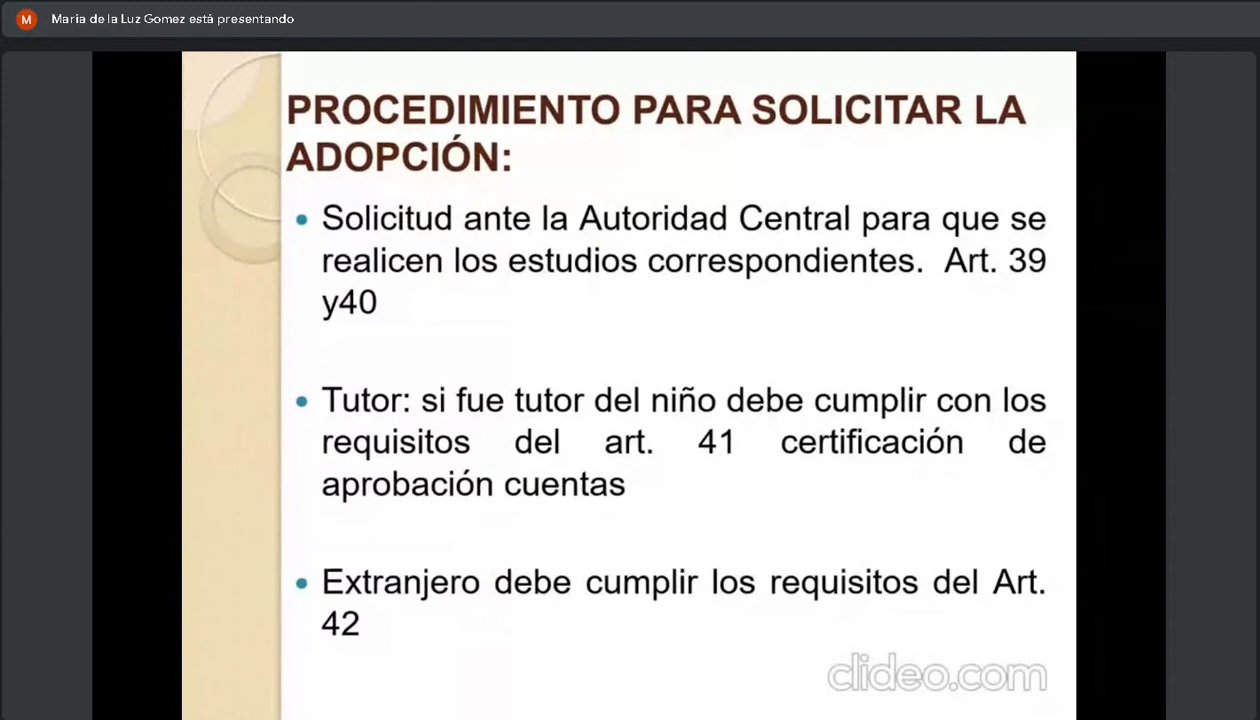 M
María de la Luz Gomez está presentando
PROCEDIMIENTO PARA SOLICITAR LA
ADOPCIÓN:
• Solicitud ante la Autoridad Central para que se
realicen los estudios correspondientes. Art. 39
y40
• Tutor: si fue tutor del niño debe cumplir con los
requisitos del art. 41 certificación de
aprobación cuentas
• Extranjero debe cumplir los requisitos del Art.
42
clideo.com